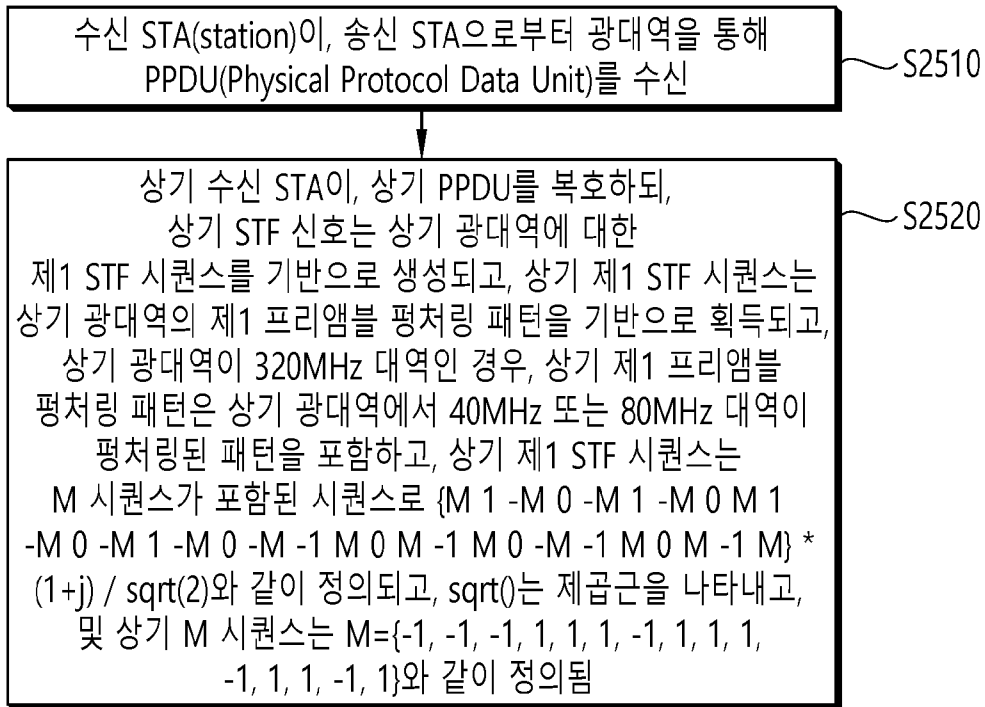 수신 STA(station)이, 송신 STA으로부터 광대역을 통해
PPDU(Physical Protocol Data Unit)를 수신
S2510
상기 수신 STA이, 상기 PPDU를 복호하되,
상기 STF 신호는 상기 광대역에 대한
제1 STF 시퀀스를 기반으로 생성되고, 상기 제1 STF 시퀀스는
상기 광대역의 제1 프리앰블 펑처링 패턴을 기반으로 획득되고,
상기 광대역이 320MHz 대역인 경우, 상기 제1 프리앰블
펑처링 패턴은 상기 광대역에서 40MHz 또는 80MHz 대역이
펑처링된 패턴을 포함하고, 상기 제1 STF 시퀀스는
M 시퀀스가 포함된 시퀀스로 {M 1 -M 0 -M 1 -M 0 M 1
-M 0 -M 1 -M 0 -M -1 M 0 M -1 M 0 -M -1 M 0 M -1 M} *
(1+j) / sqrt(2)와 같이 정의되고, sqrt()는 제곱근을 나타내고,
및 상기 M 시퀀스는 M={-1, -1, -1, 1, 1, 1, -1, 1, 1, 1,
-1, 1, 1, -1, 1}와 같이 정의됨
S2520